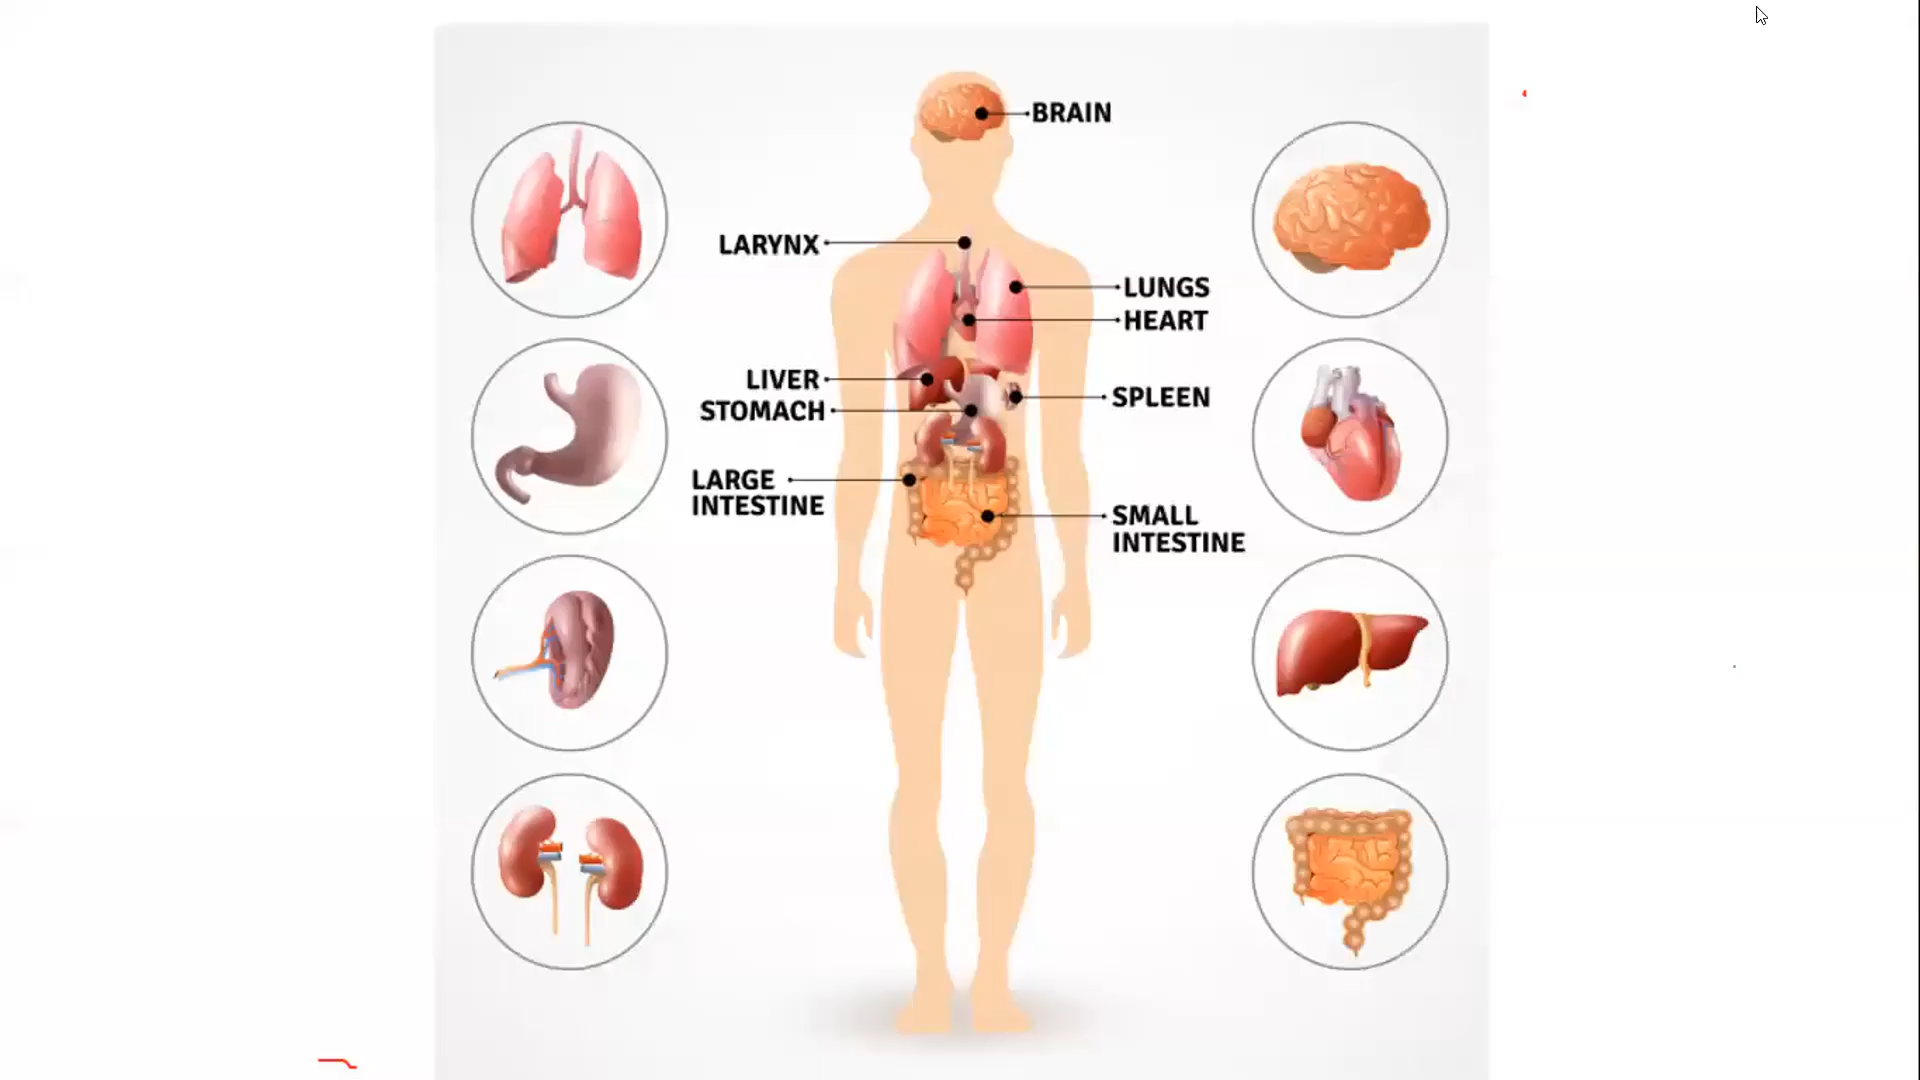 BRAIN
LARYNX
LUNGS
HEART
LIVER
STOMACH
SPLEEN
LARGE
INTESTINE
SMALL
INTESTINE